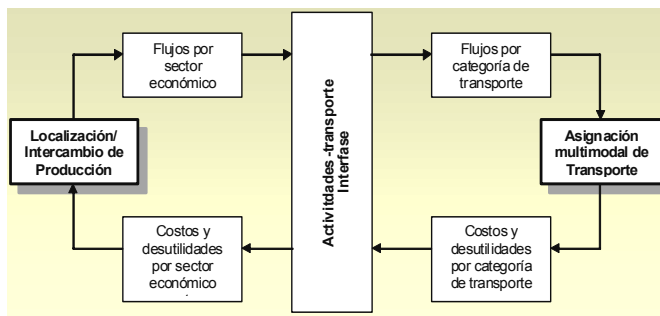 Flujos por
sector
económico
Flujos por
categoría de
transporte
Localización/
Intercambio de
Producción
Activitdades-transporte
Interfase
Asignación
multimodal de
Transporte
Costos y
desutilidades
por sector
económico
Costos y
desutilidades
por categoría
de transporte